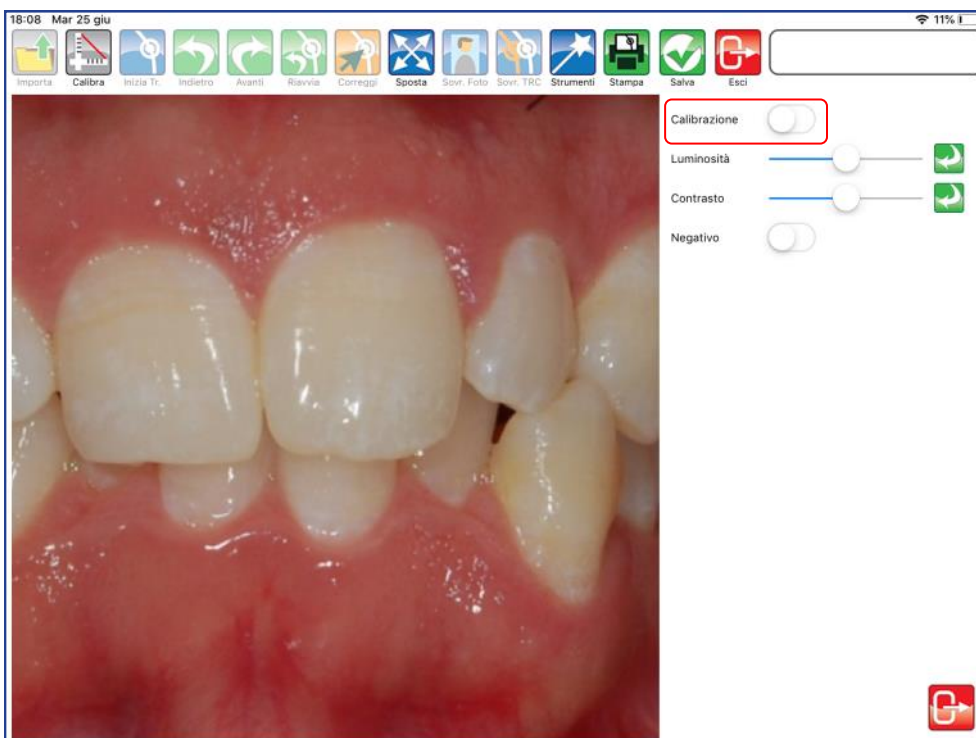 18:08 Mar 25 giu 11%
Importa Calibra Inizia Tr. Indietro Avanti Riavvia Correggi Sposta Sovr. Foto Sovr. TRC Strumenti Stampa Salva Esci
Calibrazione
Luminosità
Contrasto
Negativo